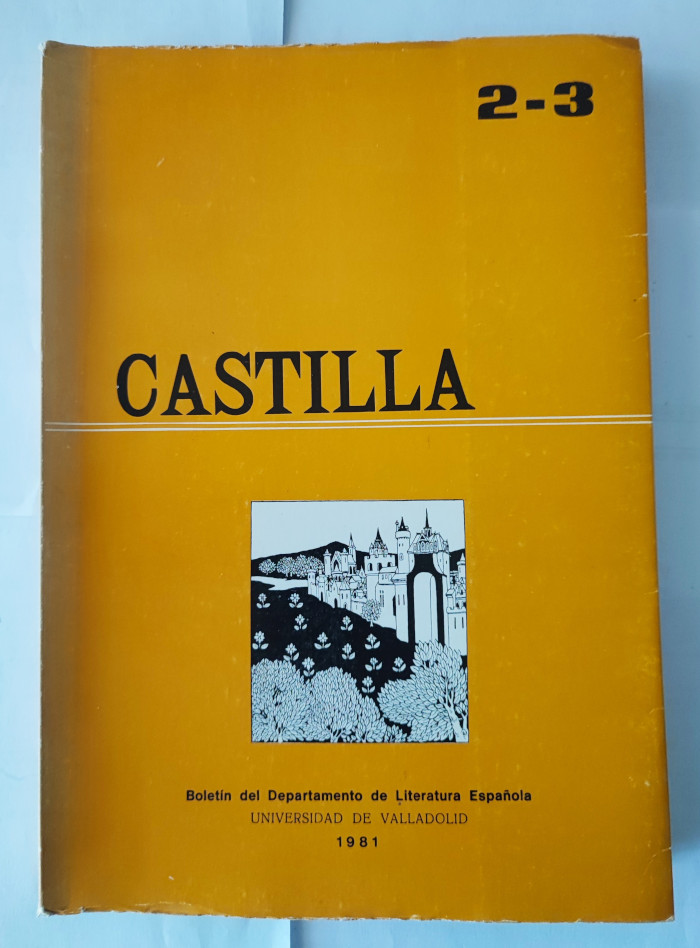 2-3
CASTILLA
Boletín del Departamento de Literatura Española
UNIVERSIDAD DE VALLADOLID
1981